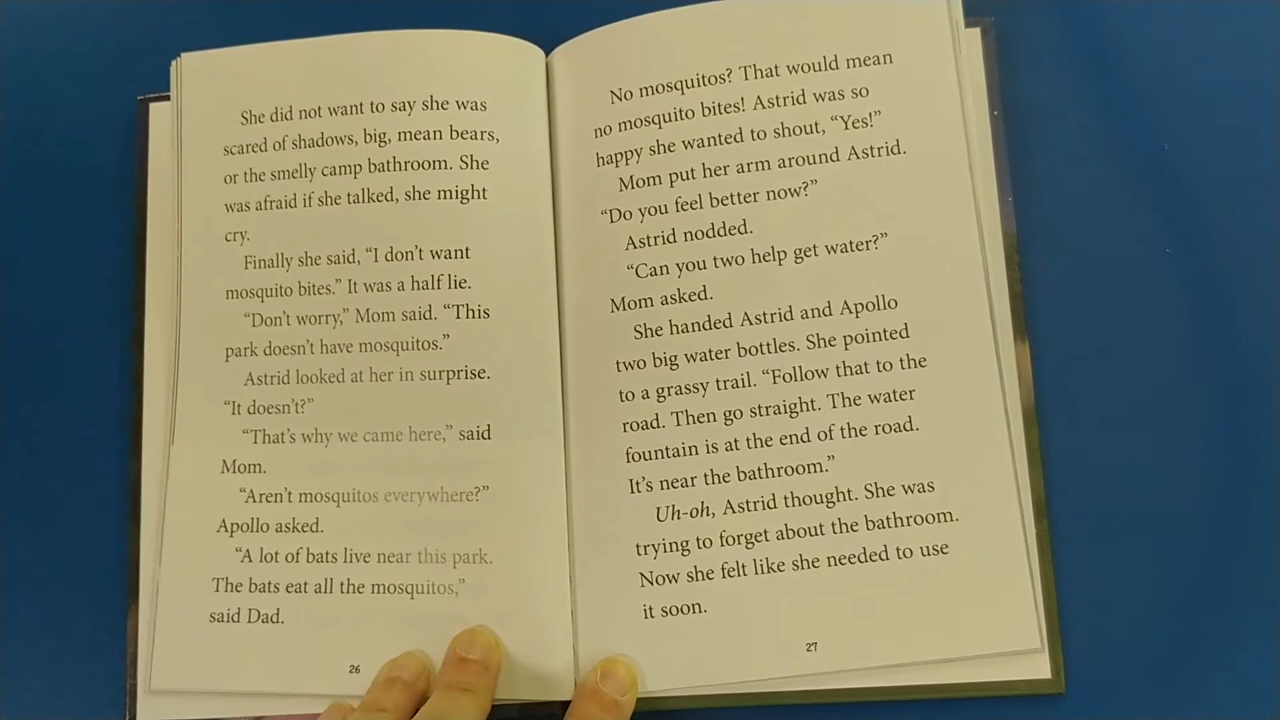 She did not want to say she was
scared of shadows, big, mean bears,
or the smelly camp bathroom. She
was afraid if she talked, she might
cry.
Finally she said, “I don’t want
mosquito bites.” It was a half lie.
“Don’t worry,” Mom said. “This
park doesn’t have mosquitos.”
Astrid looked at her in surprise.
“It doesn’t?”
“That’s why we came here,” said
Mom.
“Aren’t mosquitos everywhere?”
Apollo asked.
“A lot of bats live near this park.
The bats eat all the mosquitos,”
said Dad.
26
No mosquitos? That would mean
no mosquito bites! Astrid was so
happy she wanted to shout, “Yes!”
Mom put her arm around Astrid.
“Do you feel better now?”
Astrid nodded.
“Can you two help get water?”
Mom asked.
She handed Astrid and Apollo
two big water bottles. She pointed
to a grassy trail. “Follow that to the
road. Then go straight. The water
fountain is at the end of the road.
It’s near the bathroom.”
Uh-oh, Astrid thought. She was
trying to forget about the bathroom.
Now she felt like she needed to use
it soon.
27